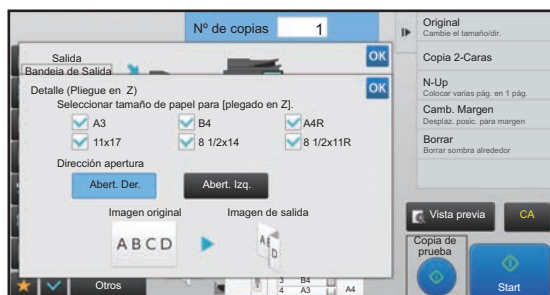 Nº de copias 1
Salida
Bandeja de Salida
OK
Detalle (Pliegue en Z)
OK
Seleccionar tamaño de papel para [plegado en Z].
A3 B4 A4R
11x17 8 1/2x14 8 1/2x11R
Dirección apertura
Abert. Der. Abert. Izq.
Imagen original Imagen de salida
A B C D
A E D
Otros
3 B4
4 A3 A4
Original
Cambie el tamaño/dir.
Copia 2-Caras
N-Up
Colocar varias pág. en 1 pág.
Camb. Margen
Desplaz. posic. para margen
Borrar
Borrar sombra alrededor
Vista previa CA
Copia de
prueba
Start